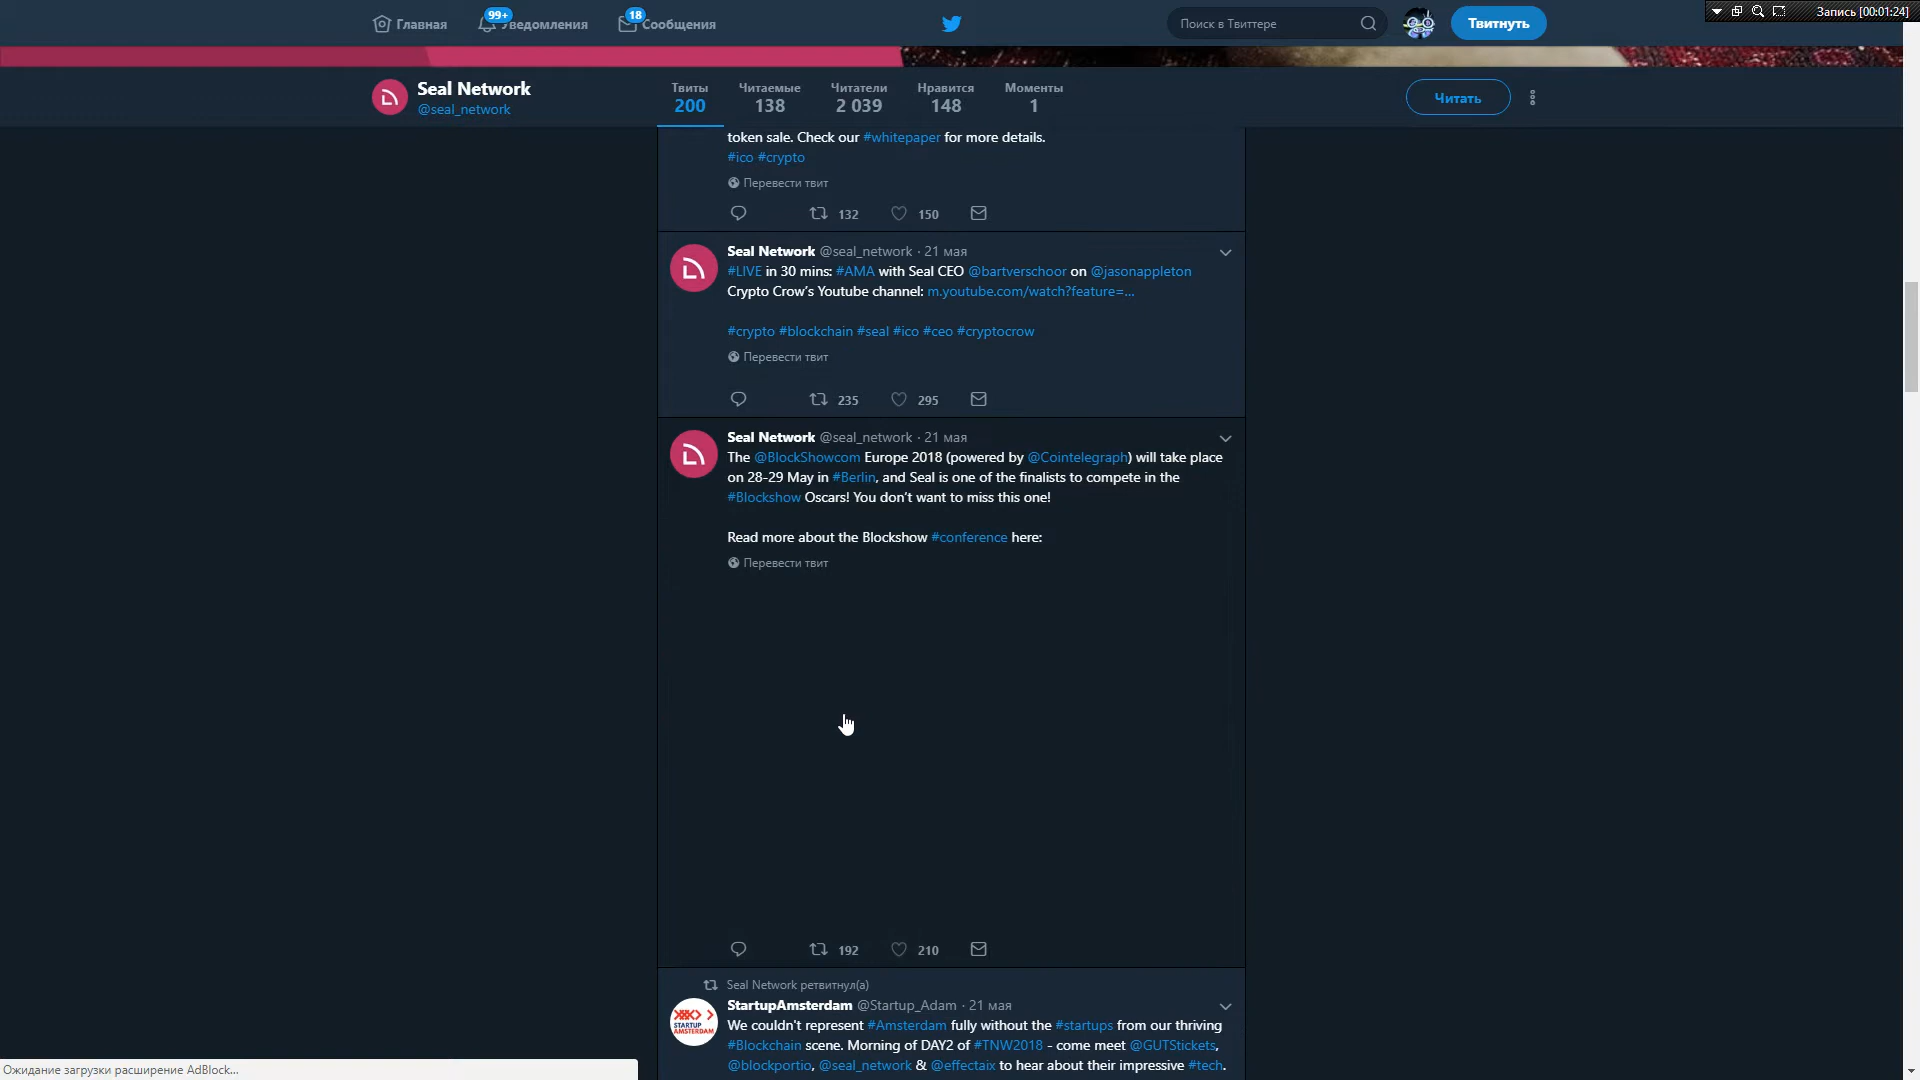 Главная
99+
Уведомления
18
Сообщения
Поиск в Твиттере
Твитнуть
Запись [00:01:24]
Seal Network
@seal_network
Твиты
200
Читаемые
138
Читатели
2 039
Нравится
148
Моменты
1
Читать
token sale. Check our #whitepaper for more details.
#ico #crypto
Перевести твит
132
150
Seal Network @seal_network · 21 мая
#LIVE in 30 mins: #AMA with Seal CEO @bartverschoor on @jasonappleton
Crypto Crow’s Youtube channel: m.youtube.com/watch?feature=…
#crypto #blockchain #seal #ico #ceo #cryptocrow
Перевести твит
235
295
Seal Network @seal_network · 21 мая
The @BlockShowcom Europe 2018 (powered by @Cointelegraph) will take place
on 28-29 May in #Berlin, and Seal is one of the finalists to compete in the
#Blockshow Oscars! You don’t want to miss this one!
Read more about the Blockshow #conference here:
Перевести твит
192
210
Seal Network ретвитнул(а)
StartupAmsterdam @Startup_Adam · 21 мая
STARTUP
AMSTERDAM
We couldn't represent #Amsterdam fully without the #startups from our thriving
#Blockchain scene. Morning of DAY2 of #TNW2018 - come meet @GUTStickets,
@blockportio, @seal_network & @effectaix to hear about their impressive #tech.
Ожидание загрузки расширение AdBlock...